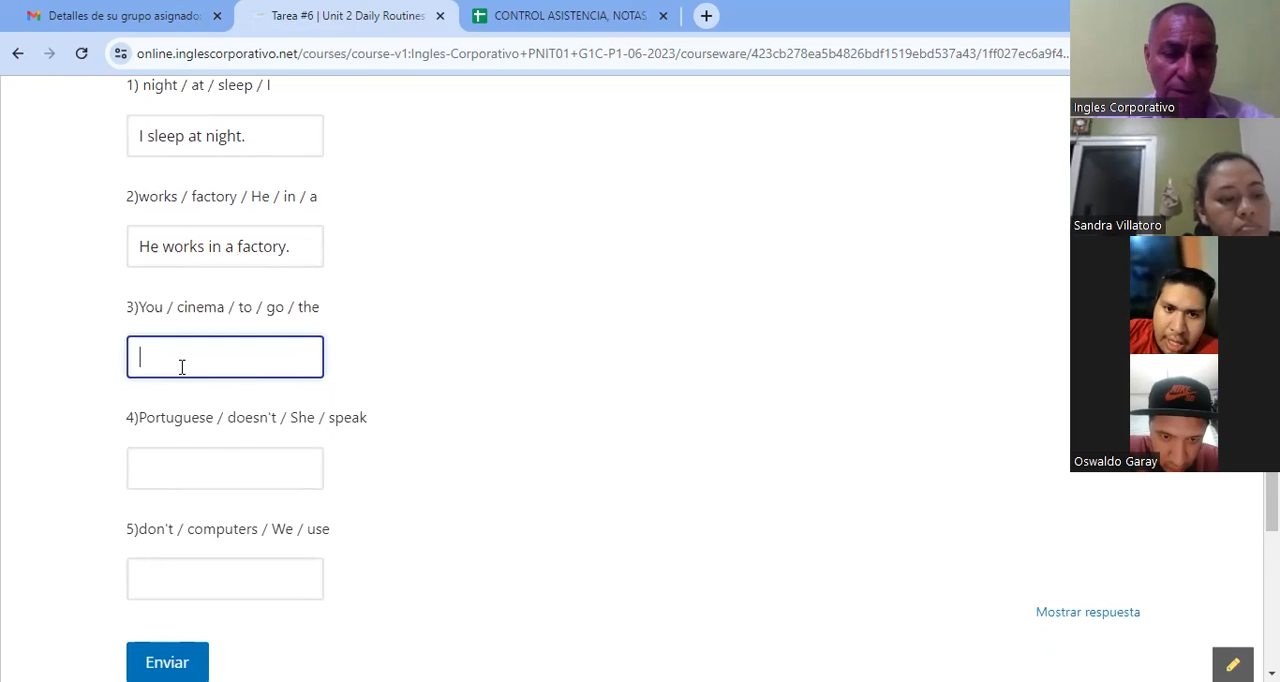 Detalles de su grupo asignado:
Tarea #6 | Unit 2 Daily Routines
CONTROL ASISTENCIA, NOTAS
online.inglescorporativo.net/courses/course-v1:Ingles-Corporativo+PNIT01+G1C-P1-06-2023/courseware/423cb278ea5b4826bdf1519ebd537a43/1ff027ec6a9f4...
1) night / at / sleep / I
I sleep at night.
2)works / factory / He / in / a
He works in a factory.
3)You / cinema / to / go / the
4)Portuguese / doesn't / She / speak
5)don't / computers / We / use
Mostrar respuesta
Enviar
Ingles Corporativo
Sandra Villatoro
NIKE SB
Oswaldo Garay